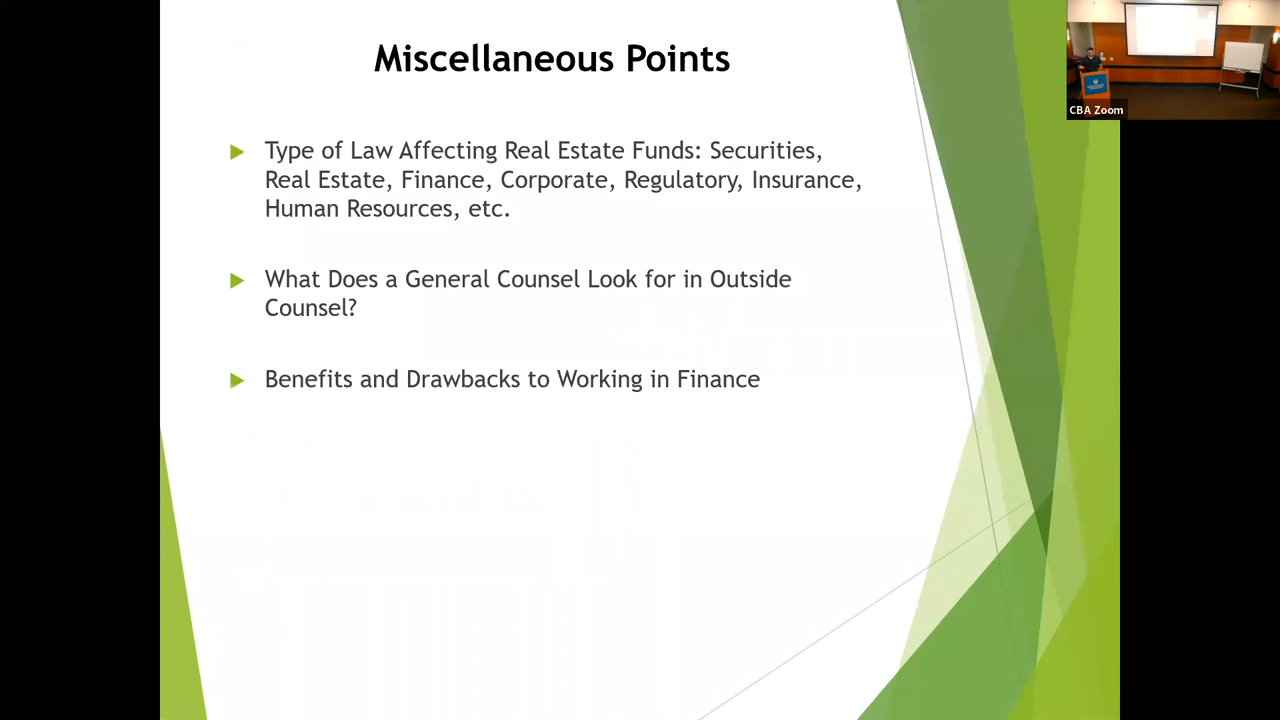 Miscellaneous Points
Type of Law Affecting Real Estate Funds: Securities,
Real Estate, Finance, Corporate, Regulatory, Insurance,
Human Resources, etc.
What Does a General Counsel Look for in Outside
Counsel?
Benefits and Drawbacks to Working in Finance
CBA Zoom